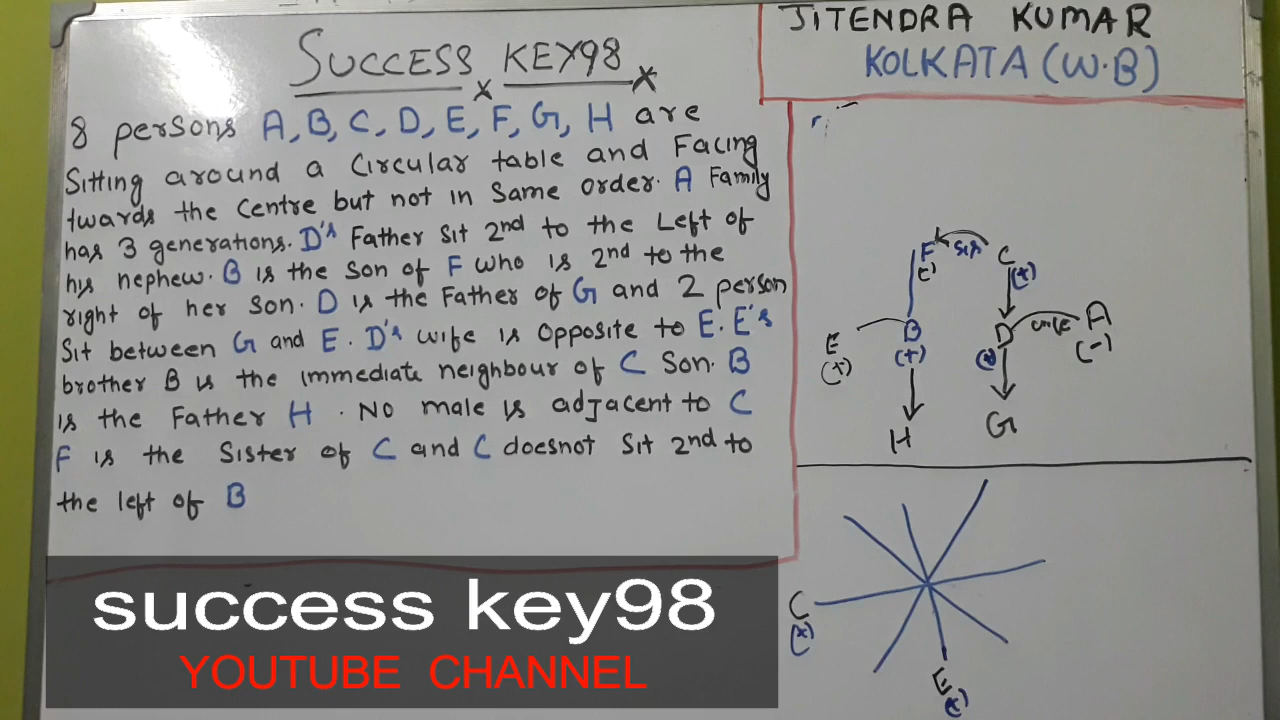 SUCCESS KEY98
8 persons A, B, C, D, E, F, G, H are
Sitting around a Circular table and Facing
twards the Centre but not in Same order. A Family
has 3 generations. D's Father Sit 2nd to the Left of
his nephew. B is the Son of F who is 2nd to the
right of her son. D is the Father of G and 2 person
Sit between G and E. D's wife is opposite to E. E's
brother B is the immediate neighbour of C Son. B
is the Father H. No male is adjacent to C
F is the Sister of C and C doesnot Sit 2nd to
the left of B
JITENDRA KUMAR
KOLKATA (W.B)
F sis C
(-) (+)
E B D wife A
(+) (+) (-)
H G
C
E
success key98
YOUTUBE CHANNEL